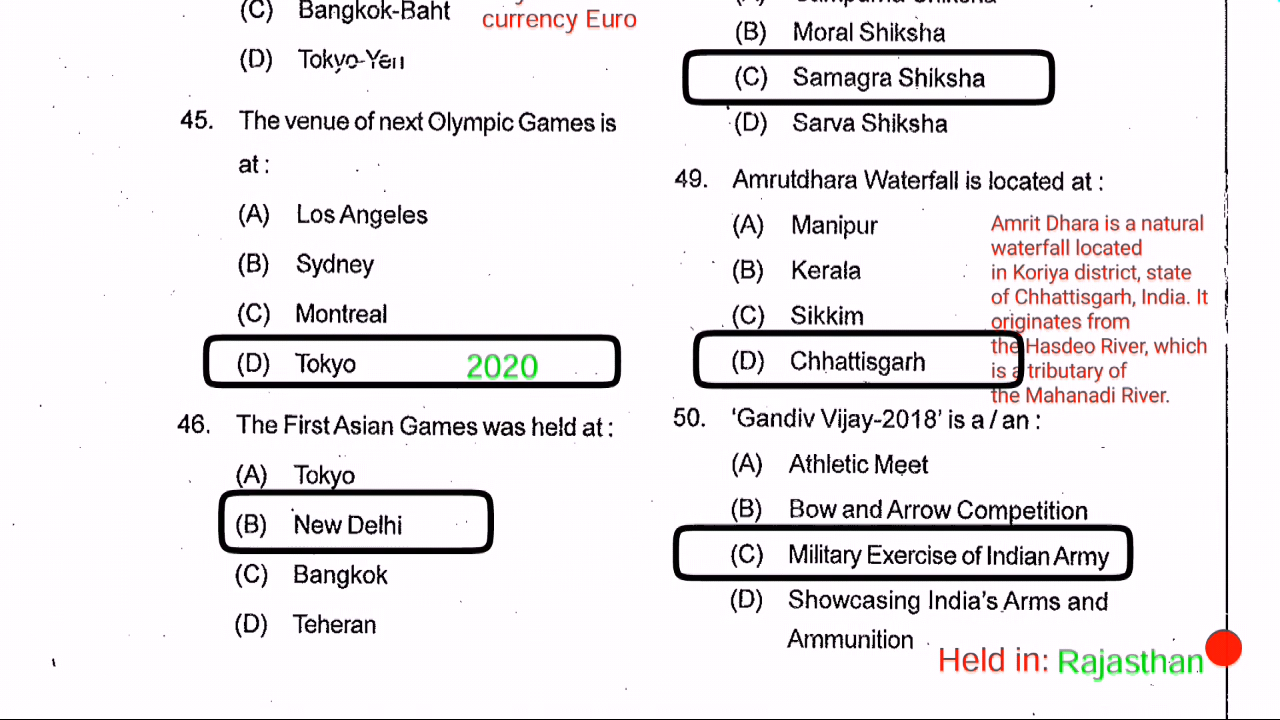 (C) Bangkok-Baht
currency Euro
(D) Tokyo-Yen
45. The venue of next Olympic Games is
at :
(A) Los Angeles
(B) Sydney
(C) Montreal
(D) Tokyo 2020
46. The First Asian Games was held at :
(A) Tokyo
(B) New Delhi
(C) Bangkok
(D) Teheran
(B) Moral Shiksha
(C) Samagra Shiksha
(D) Sarva Shiksha
49. Amrutdhara Waterfall is located at :
(A) Manipur
(B) Kerala
(C) Sikkim
(D) Chhattisgarh
Amrit Dhara is a natural
waterfall located
in Koriya district, state
of Chhattisgarh, India. It
originates from
the Hasdeo River, which
is a tributary of
the Mahanadi River.
50. 'Gandiv Vijay-2018' is a / an :
(A) Athletic Meet
(B) Bow and Arrow Competition
(C) Military Exercise of Indian Army
(D) Showcasing India's Arms and
Ammunition
Held in: Rajasthan